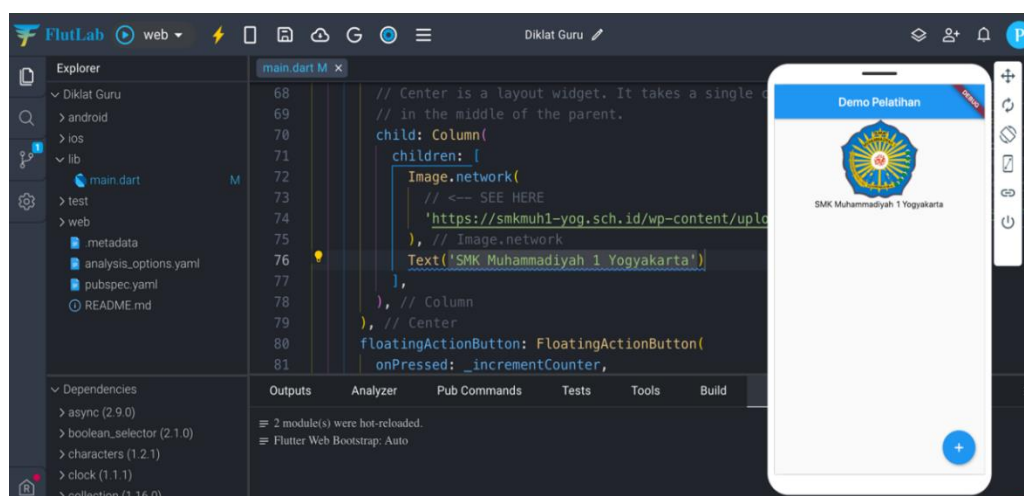 FlutLab
web
Diklat Guru
P
Explorer
Diklat Guru
android
ios
lib
main.dart M
test
web
.metadata
analysis_options.yaml
pubspec.yaml
README.md
Dependencies
async (2.9.0)
boolean_selector (2.1.0)
characters (1.2.1)
clock (1.1.1)
collection (1.16.0)
main.dart M
68 // Center is a layout widget. It takes a single
69 // in the middle of the parent.
70 child: Column(
71 children: [
72 Image.network(
73 // <-- SEE HERE
74 'https://smkmuh1-yog.sch.id/wp-content/uplo
75 ), // Image.network
76 Text('SMK Muhammadiyah 1 Yogyakarta')
77 ],
78 ), // Column
79 ), // Center
80 floatingActionButton: FloatingActionButton(
81 onPressed: _incrementCounter,
Outputs Analyzer Pub Commands Tests Tools Build
2 module(s) were hot-reloaded.
Flutter Web Bootstrap: Auto
Demo Pelatihan
DEBUG
SMK Muhammadiyah 1 Yogyakarta